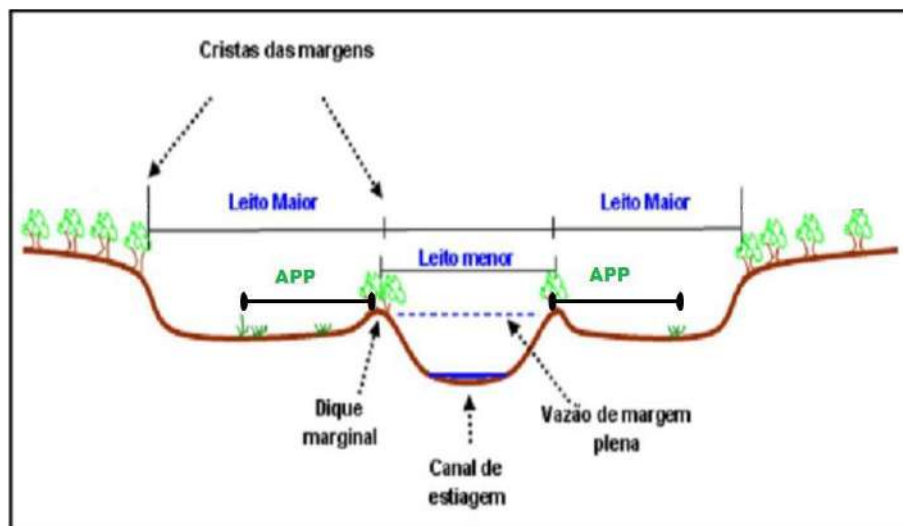 Cristas das margens
Leito Maior
Leito Maior
Leito menor
APP
APP
Dique
marginal
Vazão de margem
plena
Canal de
estiagem